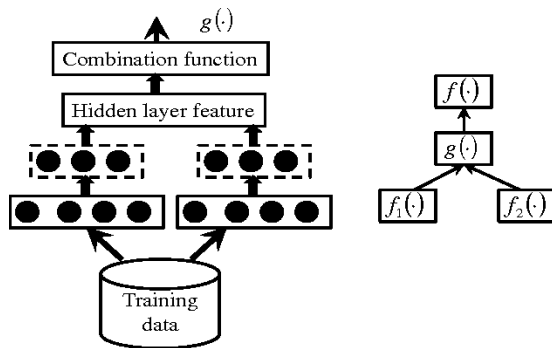 g(·)
Combination function
Hidden layer feature
Training
data
f(·)
g(·)
f₁(·)
f₂(·)